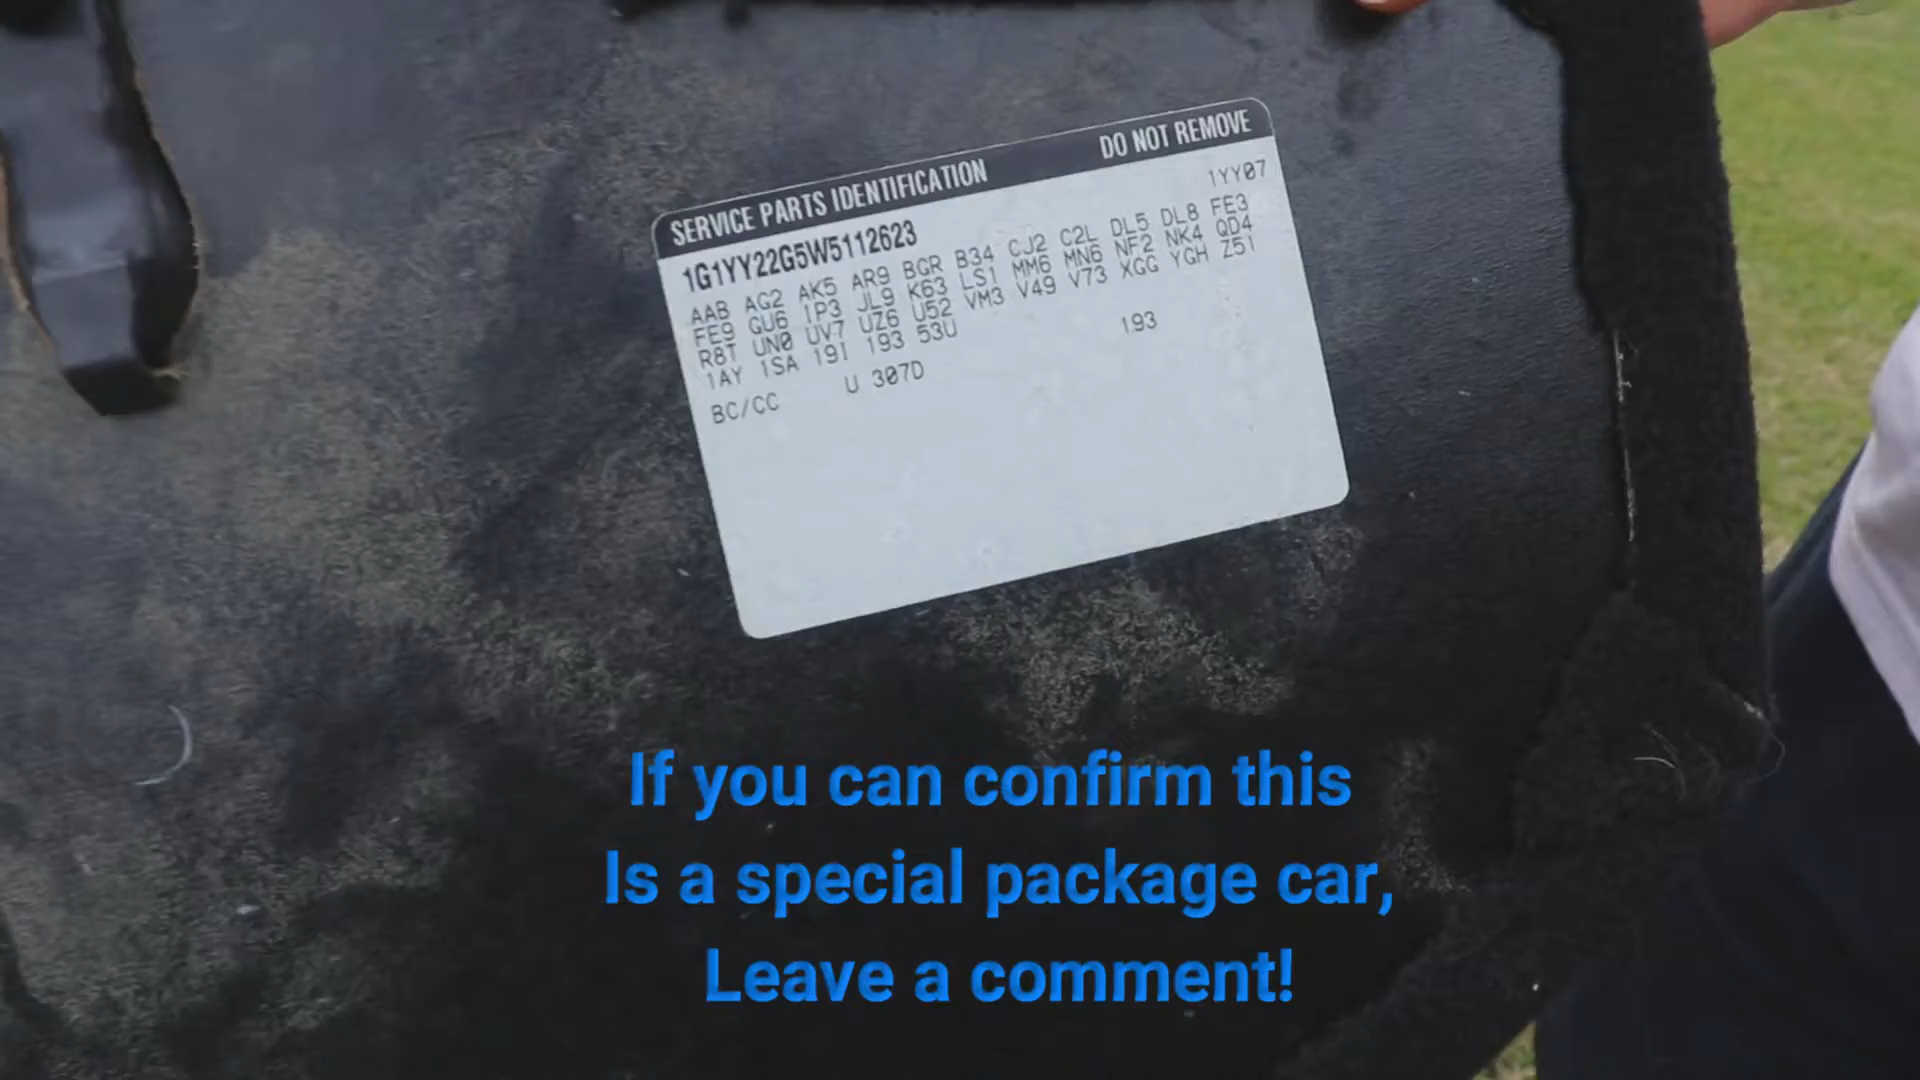 SERVICE PARTS IDENTIFICATION DO NOT REMOVE
1G1YY22G5W5112623 1YY07
AAB AG2 AK5 AR9 BGR B34 CJ2 C2L DL5 DL8 FE3
FE9 GU6 IP3 JL9 K63 LS1 MM6 MN6 NF2 NK4 QD4
R8T UN0 UV7 UZ6 U52 VM3 V49 V73 XGG YGH Z51
1AY 1SA 19I 193 53U 193
BC/CC U 307D
If you can confirm this
Is a special package car,
Leave a comment!